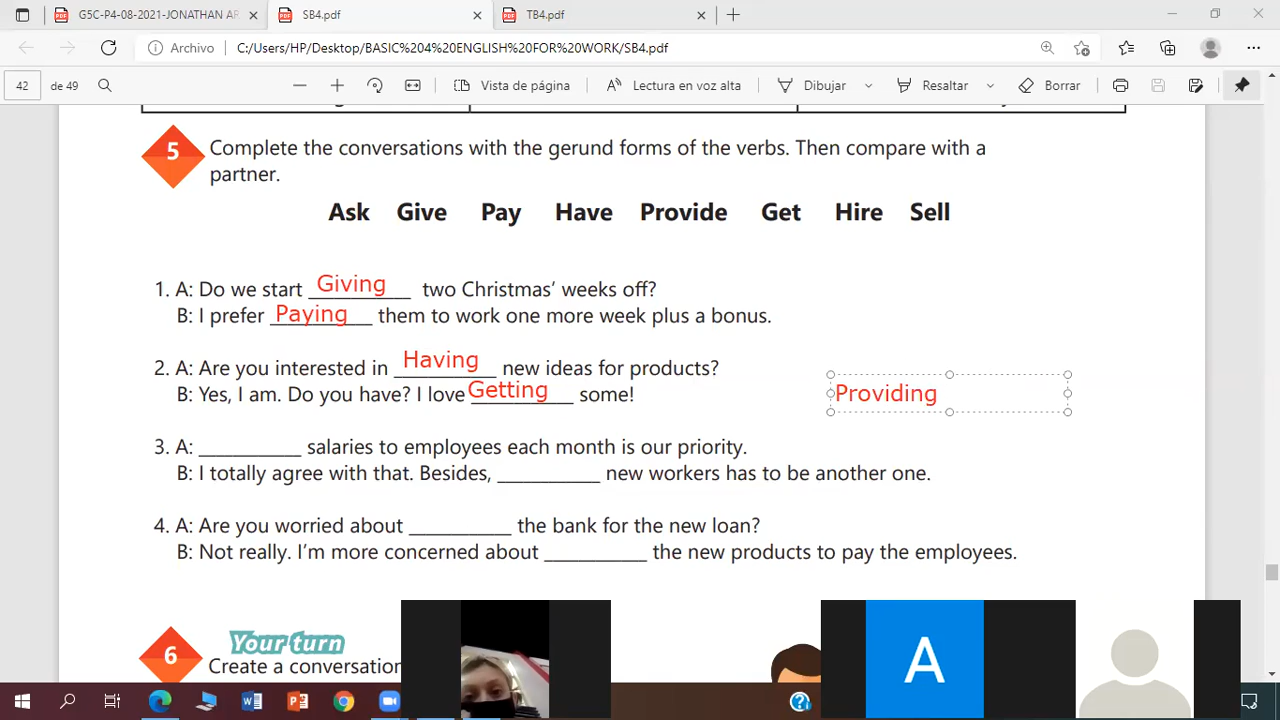 G5C-P4-08-2021-JONATHAN AR
SB4.pdf
TB4.pdf
Archivo
C:/Users/HP/Desktop/BASIC%204%20ENGLISH%20FOR%20WORK/SB4.pdf
42 de 49
Vista de página
Lectura en voz alta
Dibujar
Resaltar
Borrar
5 Complete the conversations with the gerund forms of the verbs. Then compare with a
partner.
Ask Give Pay Have Provide Get Hire Sell
1. A: Do we start Giving two Christmas’ weeks off?
B: I prefer Paying them to work one more week plus a bonus.
2. A: Are you interested in Having new ideas for products?
B: Yes, I am. Do you have? I love Getting some!
Providing
3. A: __________ salaries to employees each month is our priority.
B: I totally agree with that. Besides, __________ new workers has to be another one.
4. A: Are you worried about __________ the bank for the new loan?
B: Not really. I’m more concerned about __________ the new products to pay the employees.
6 Your turn
Create a conversation
A